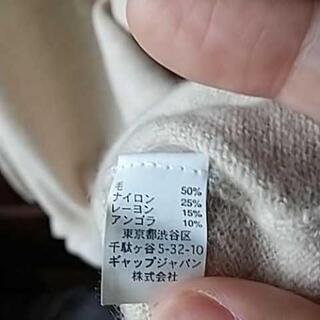 毛 50%
ナイロン 25%
レーヨン 15%
アンゴラ 10%
東京都渋谷区
千駄ヶ谷5-32-10
ギャップジャパン
株式会社